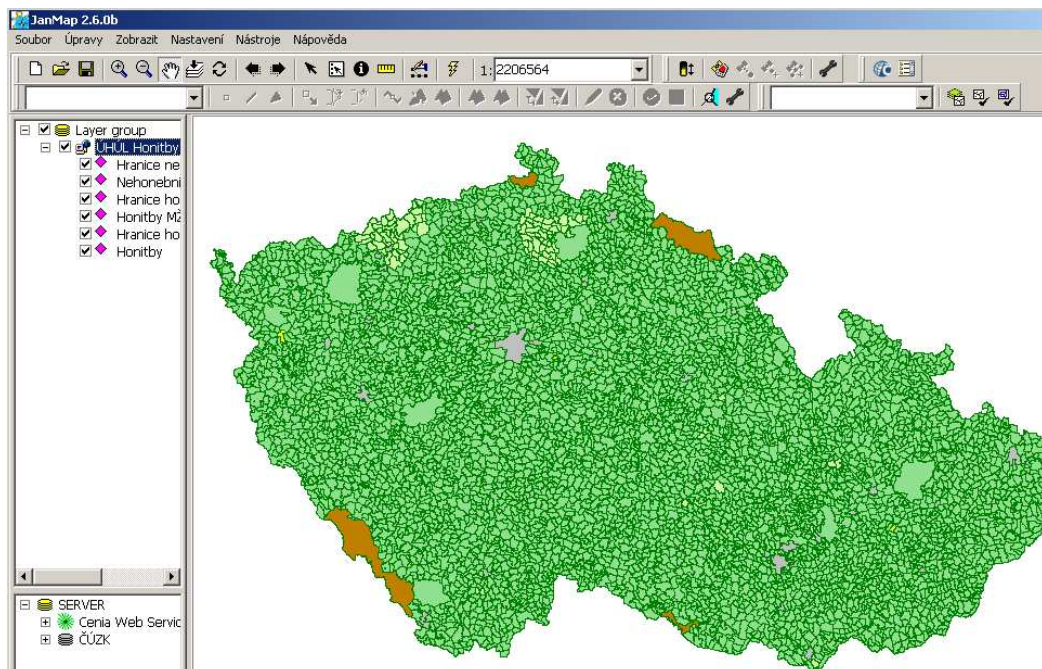 JanMap 2.6.0b
Soubor Úpravy Zobrazit Nastavení Nástroje Nápověda
1: 2206564
Layer group
ÚHÚL Honitby
Hranice ne
Nehonebni
Hranice ho
Honitby MŽ
Hranice ho
Honitby
SERVER
Cenia Web Servic
ČÚZK